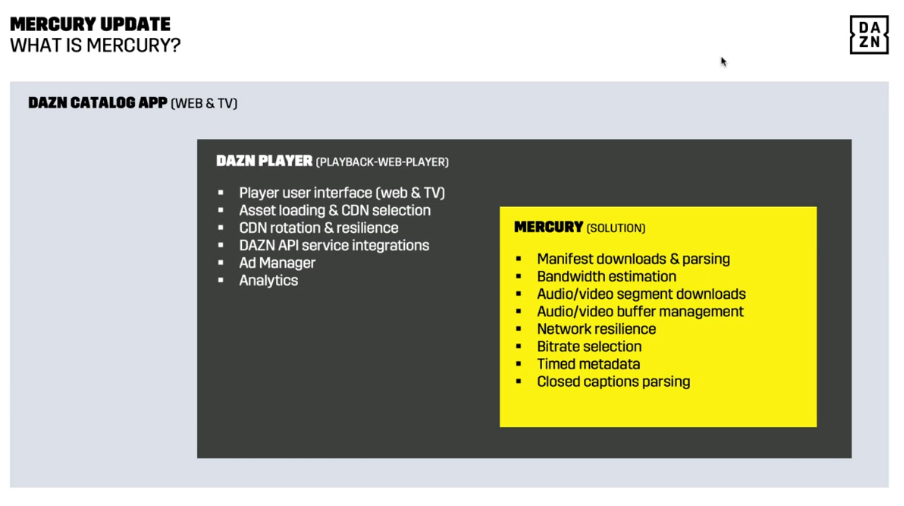 MERCURY UPDATE
WHAT IS MERCURY?
DA
ZN
DAZN CATALOG APP (WEB & TV)
DAZN PLAYER (PLAYBACK-WEB-PLAYER)
▪ Player user interface (web & TV)
▪ Asset loading & CDN selection
▪ CDN rotation & resilience
▪ DAZN API service integrations
▪ Ad Manager
▪ Analytics
MERCURY (SOLUTION)
▪ Manifest downloads & parsing
▪ Bandwidth estimation
▪ Audio/video segment downloads
▪ Audio/video buffer management
▪ Network resilience
▪ Bitrate selection
▪ Timed metadata
▪ Closed captions parsing